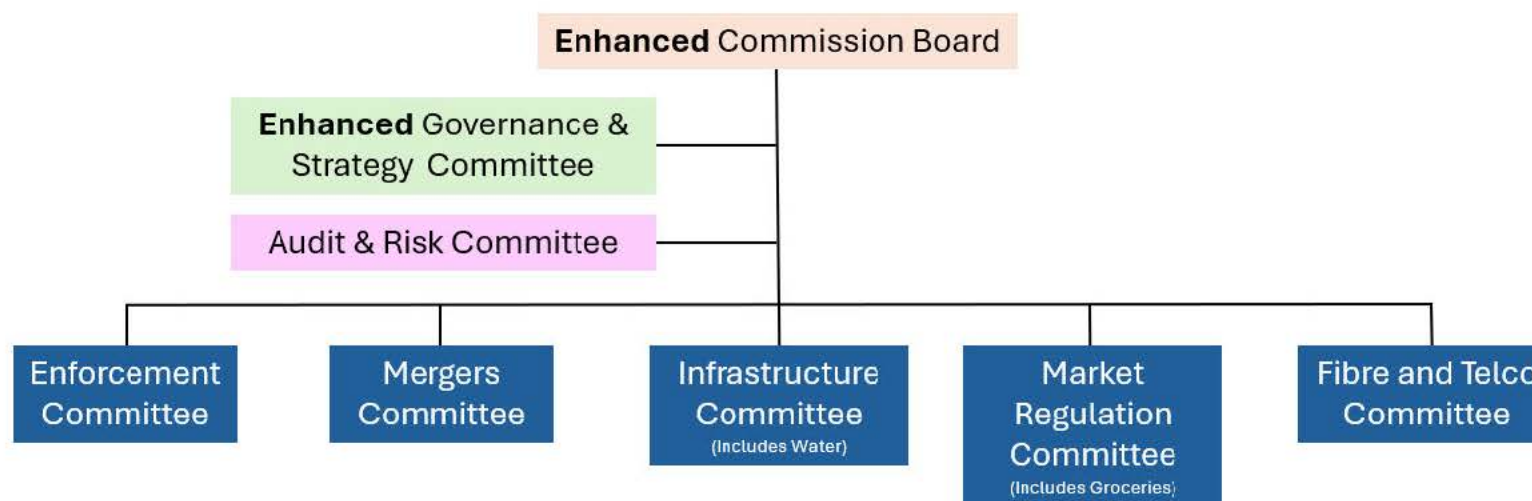 Enhanced Commission Board
Enhanced Governance &
Strategy Committee
Audit & Risk Committee
Enforcement
Committee
Mergers
Committee
Infrastructure
Committee
(Includes Water)
Market
Regulation
Committee
(Includes Groceries)
Fibre and Telco
Committee